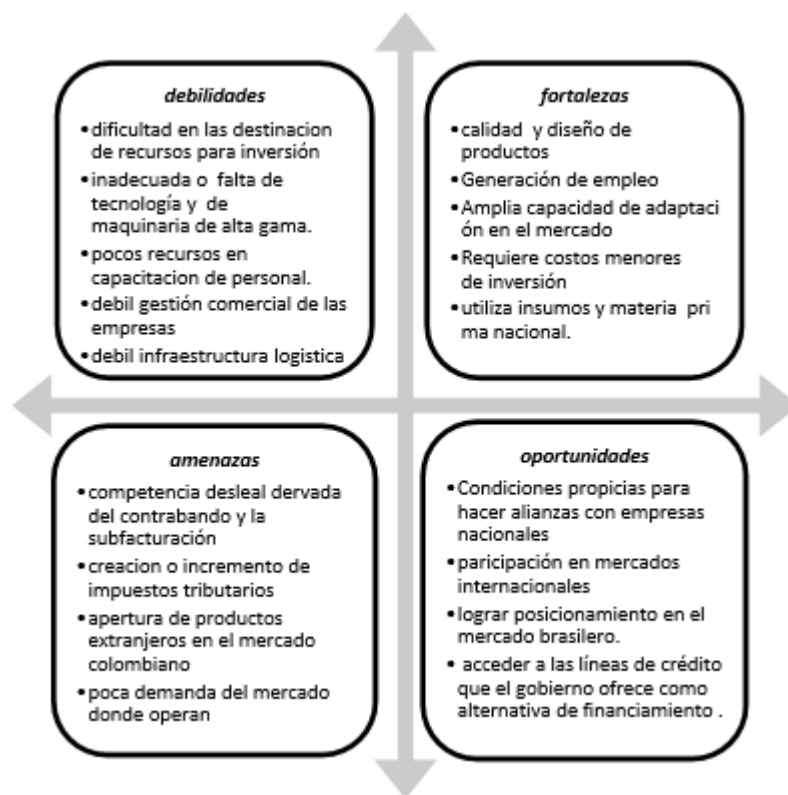 debilidades
•dificultad en las destinacion
de recursos para inversión
•inadecuada o falta de
tecnología y de
maquinaria de alta gama.
•pocos recursos en
capacitacion de personal.
•debil gestión comercial de las
empresas
•debil infraestructura logistica
fortalezas
•calidad y diseño de
productos
•Generación de empleo
•Amplia capacidad de adaptaci
ón en el mercado
•Requiere costos menores
de inversión
•utiliza insumos y materia pri
ma nacional.
amenazas
•competencia desleal dervada
del contrabando y la
subfacturación
•creacion o incremento de
impuestos tributarios
•apertura de productos
extranjeros en el mercado
colombiano
•poca demanda del mercado
donde operan
oportunidades
•Condiciones propicias para
hacer alianzas con empresas
nacionales
•paricipación en mercados
internacionales
•lograr posicionamiento en el
mercado brasilero.
• acceder a las líneas de crédito
que el gobierno ofrece como
alternativa de financiamiento .